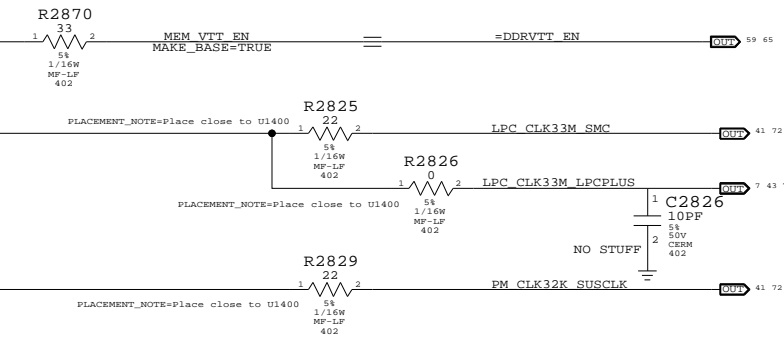 R2870
33
1 2
5%
1/16W
MF-LF
402
MEM_VTT_EN
MAKE_BASE=TRUE
=DDRVTT_EN
OUT 59 65
PLACEMENT_NOTE=Place close to U1400
R2825
22
1 2
5%
1/16W
MF-LF
402
LPC_CLK33M_SMC
OUT 41 72
R2826
0
1 2
5%
1/16W
MF-LF
402
LPC_CLK33M_LPCPLUS
OUT 7 43
PLACEMENT_NOTE=Place close to U1400
1
C2826
10PF
5%
50V
CERM
402
2
NO STUFF
R2829
22
1 2
5%
1/16W
MF-LF
402
PM_CLK32K_SUSCLK
OUT 41 72
PLACEMENT_NOTE=Place close to U1400